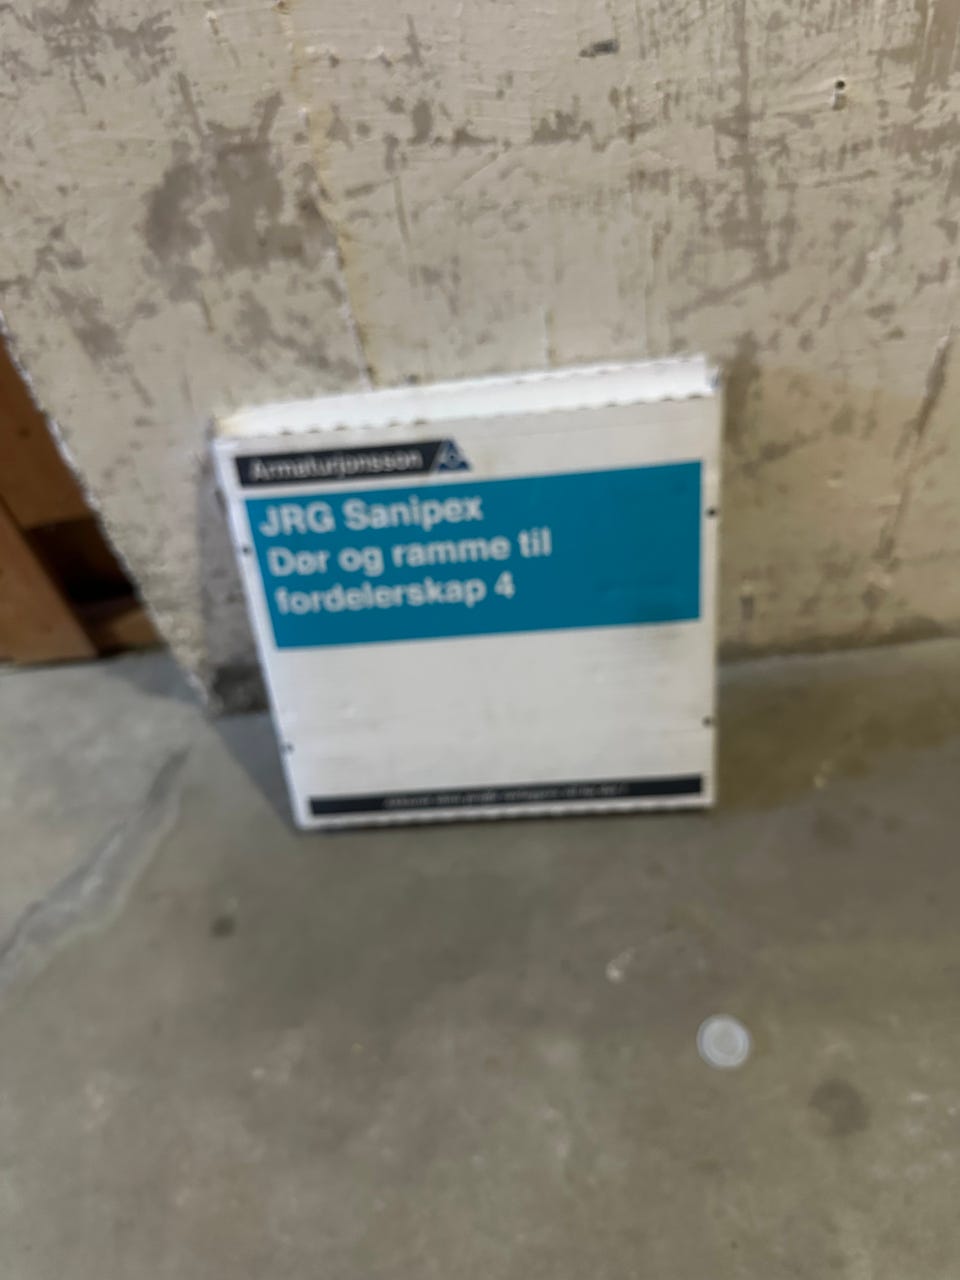 Armaturjonsson
JRG Sanipex
Dør og ramme til
fordelerskap 4